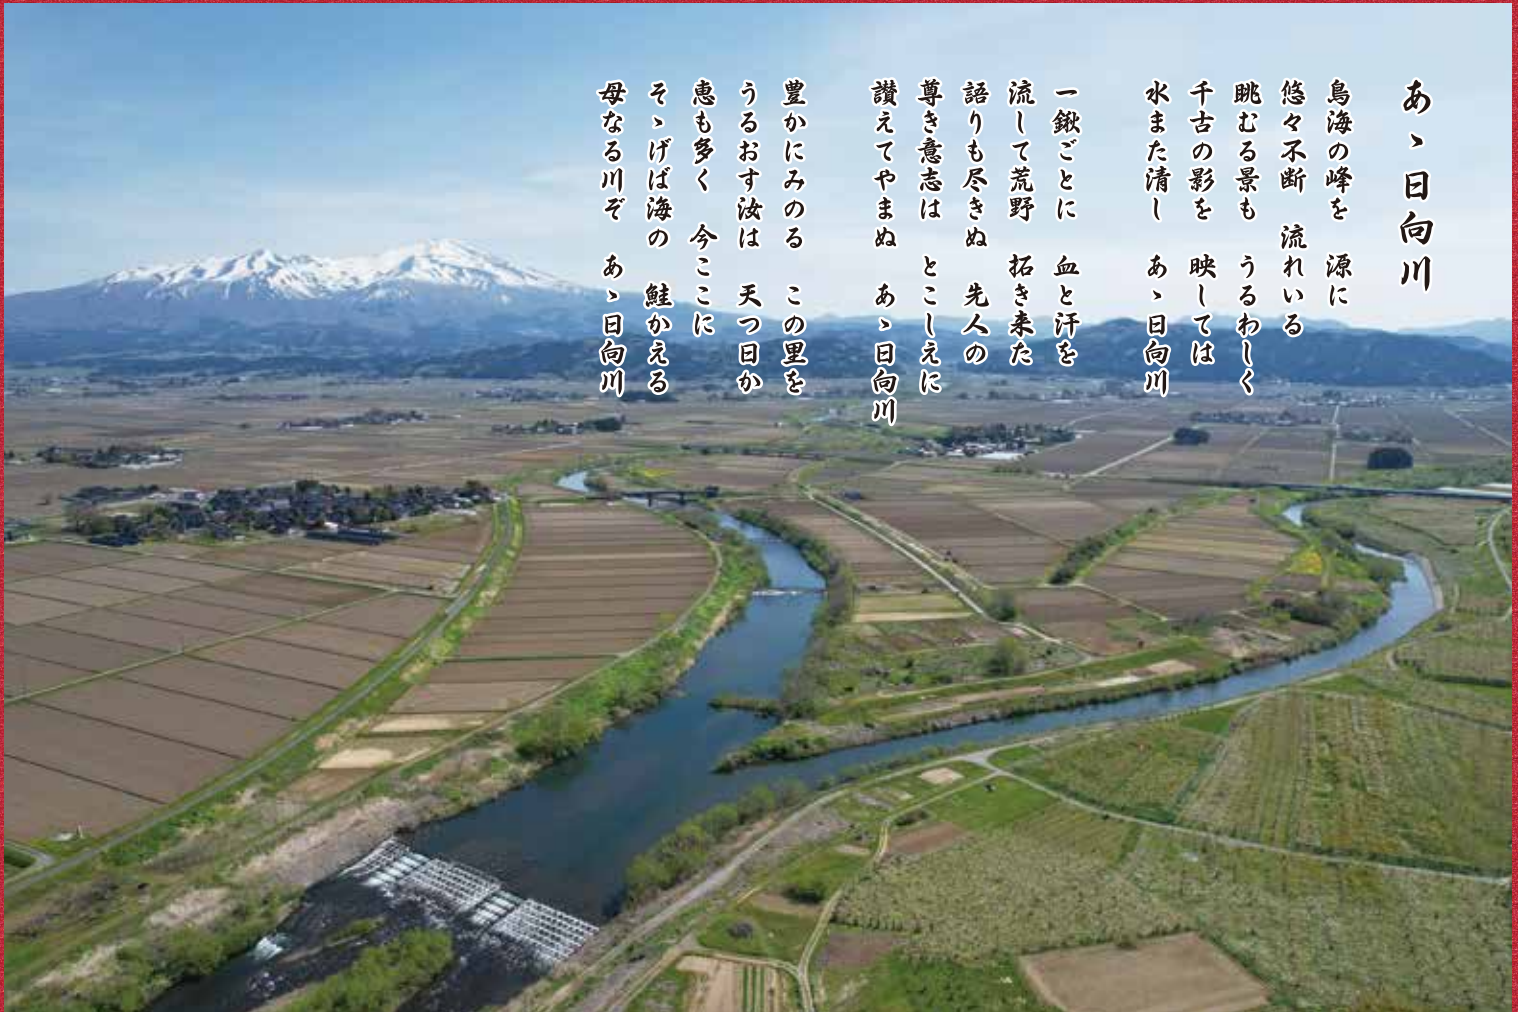 あゝ日向川
鳥海の峰を　源に
悠々不断　流れいる
眺むる景も　うるわしく
千古の影を　映しては
水また清し　あゝ日向川
一鍬ごとに　血と汗を
流して荒野　拓き来た
語りも尽きぬ　先人の
尊き意志は　とこしえに
讃えてやまぬ　あゝ日向川
豊かにみのる　この里を
うるおす汝は　天つ日か
恵も多く　今ここに
そゝげば海の　鮭かえる
母なる川ぞ　あゝ日向川